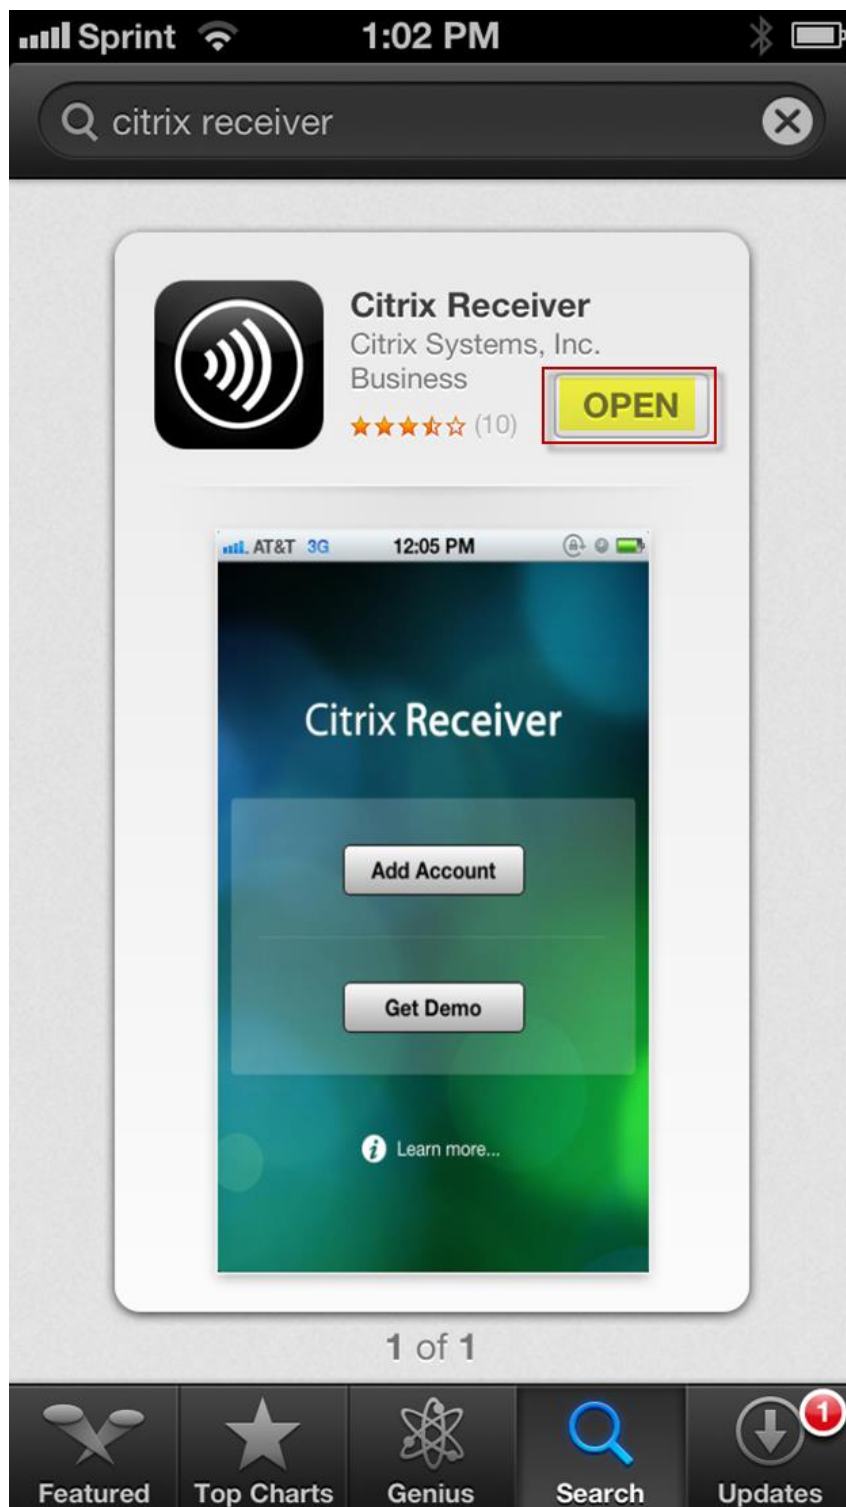 Sprint 1:02 PM
citrix receiver
Citrix Receiver
Citrix Systems, Inc.
Business
(10)
OPEN
AT&T 3G 12:05 PM
Citrix Receiver
Add Account
Get Demo
Learn more...
1 of 1
1
Featured Top Charts Genius Search Updates